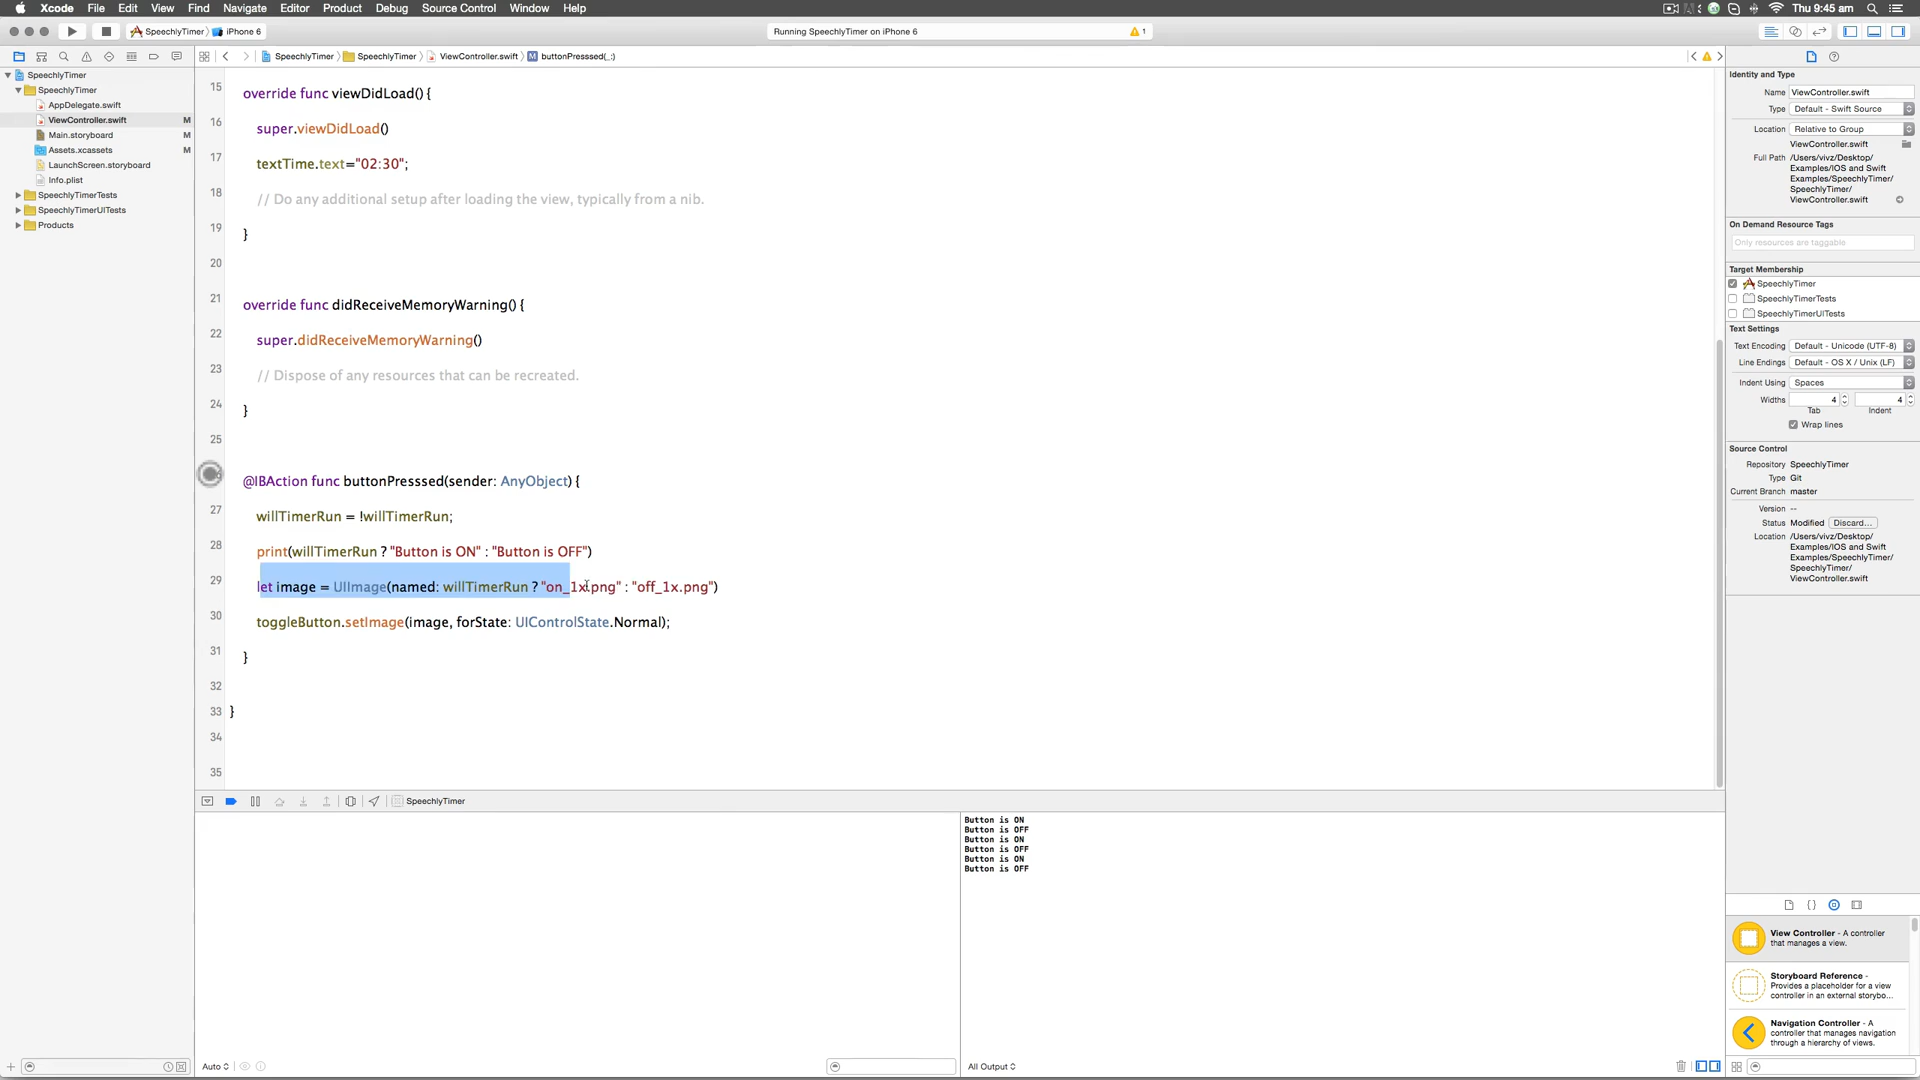 Xcode File Edit View Find Navigate Editor Product Debug Source Control Window Help
Thu 9:45 am
SpeechlyTimer iPhone 6
Running SpeechlyTimer on iPhone 6
1
SpeechlyTimer SpeechlyTimer ViewController.swift M buttonPresssed(_:)
SpeechlyTimer
SpeechlyTimer
AppDelegate.swift
ViewController.swift M
Main.storyboard M
Assets.xcassets M
LaunchScreen.storyboard
Info.plist
SpeechlyTimerTests
SpeechlyTimerUITests
Products
15 override func viewDidLoad() {
16 super.viewDidLoad()
17 textTime.text="02:30";
18 // Do any additional setup after loading the view, typically from a nib.
19 }
20
21 override func didReceiveMemoryWarning() {
22 super.didReceiveMemoryWarning()
23 // Dispose of any resources that can be recreated.
24 }
25
@IBAction func buttonPresssed(sender: AnyObject) {
27 willTimerRun = !willTimerRun;
28 print(willTimerRun ? "Button is ON" : "Button is OFF")
29 let image = UIImage(named: willTimerRun ? "on_1x.png" : "off_1x.png")
30 toggleButton.setImage(image, forState: UIControlState.Normal);
31 }
32
33 }
34
35
SpeechlyTimer
Button is ON
Button is OFF
Button is ON
Button is OFF
Button is ON
Button is OFF
Auto
All Output
Identity and Type
Name ViewController.swift
Type Default - Swift Source
Location Relative to Group
ViewController.swift
Full Path /Users/vivz/Desktop/
Examples/IOS and Swift
Examples/SpeechlyTimer/
SpeechlyTimer/
ViewController.swift
On Demand Resource Tags
Only resources are taggable
Target Membership
SpeechlyTimer
SpeechlyTimerTests
SpeechlyTimerUITests
Text Settings
Text Encoding Default - Unicode (UTF-8)
Line Endings Default - OS X / Unix (LF)
Indent Using Spaces
Widths 4 4
Tab Indent
Wrap lines
Source Control
Repository SpeechlyTimer
Type Git
Current Branch master
Version --
Status Modified Discard...
Location /Users/vivz/Desktop/
Examples/IOS and Swift
Examples/SpeechlyTimer/
SpeechlyTimer/
ViewController.swift
View Controller - A controller
that manages a view.
Storyboard Reference -
Provides a placeholder for a view
controller in an external storybo...
Navigation Controller - A
controller that manages navigation
through a hierarchy of views.